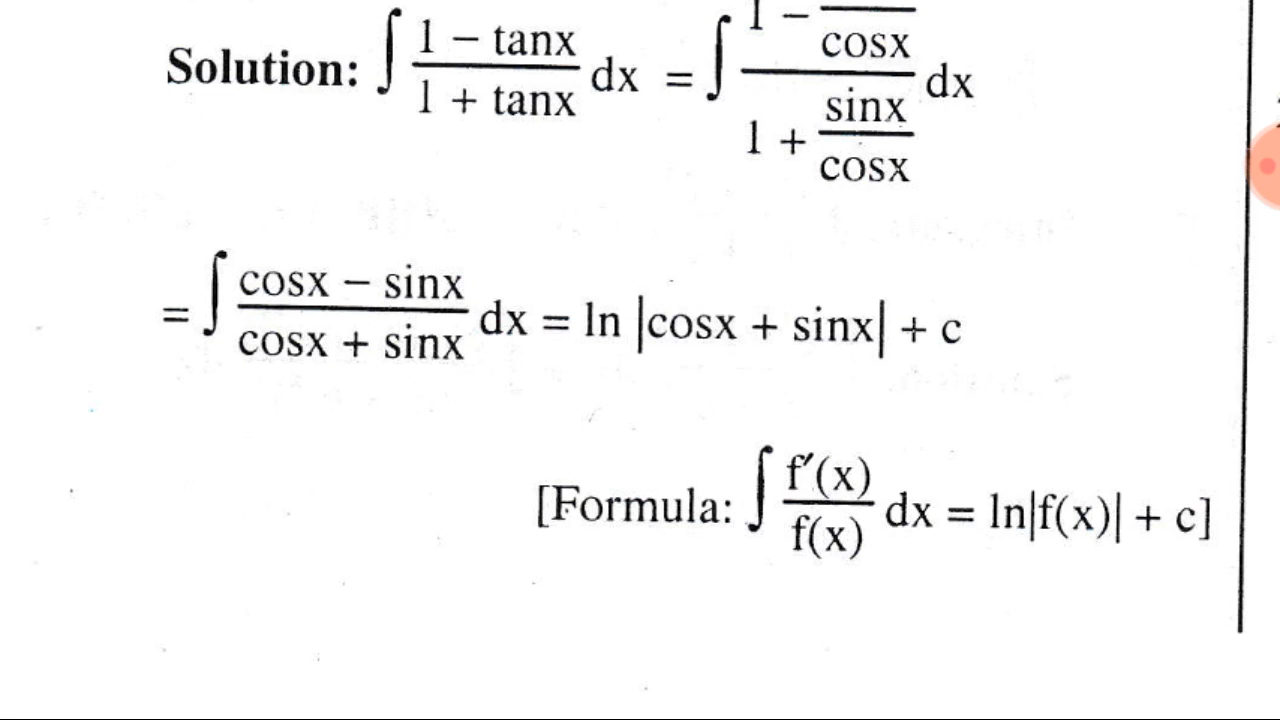 Solution: ∫ (1 – tanx)/(1 + tanx) dx = ∫ (1 – /cosx)/(1 + sinx/cosx) dx
= ∫ (cosx – sinx)/(cosx + sinx) dx = ln |cosx + sinx| + c
[Formula: ∫ f′(x)/f(x) dx = ln|f(x)| + c]